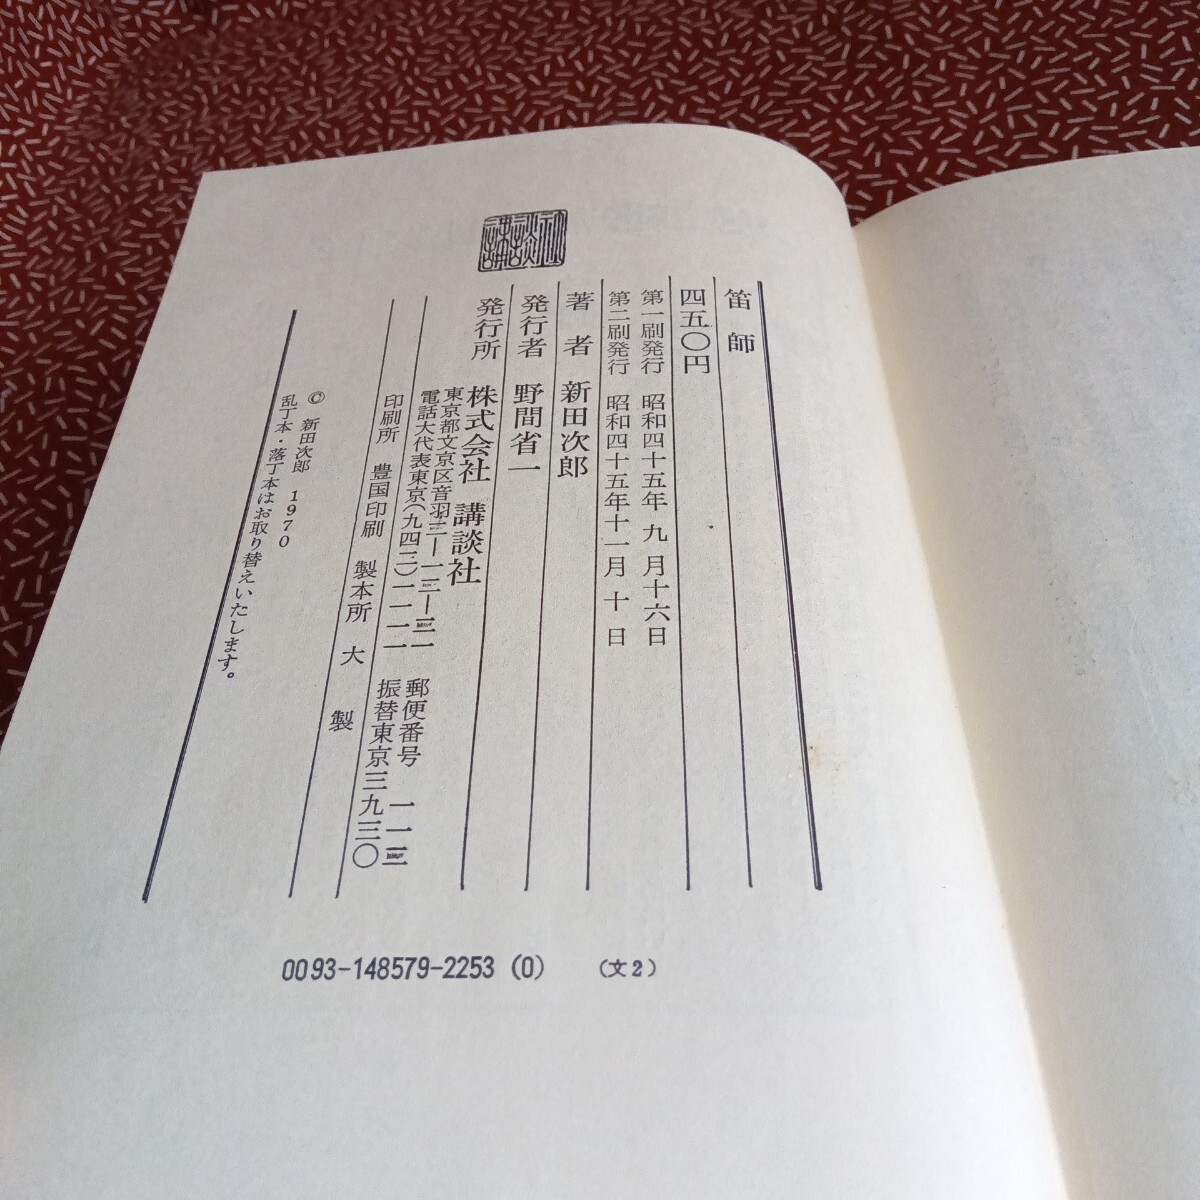 講談社
笛師
四五〇円
第一刷発行 昭和四十五年九月十六日
第二刷発行 昭和四十五年十一月十日
著者 新田次郎
発行者 野間省一
発行所 株式会社 講談社
東京都文京区音羽二—一二—二一 郵便番号 一一二
電話大代表東京(九四二)一一一一 振替東京三九三〇
印刷所 豊国印刷 製本所 大製
© 新田次郎 1970
乱丁本・落丁本はお取り替えいたします。
0093-148579-2253 (0) (文2)